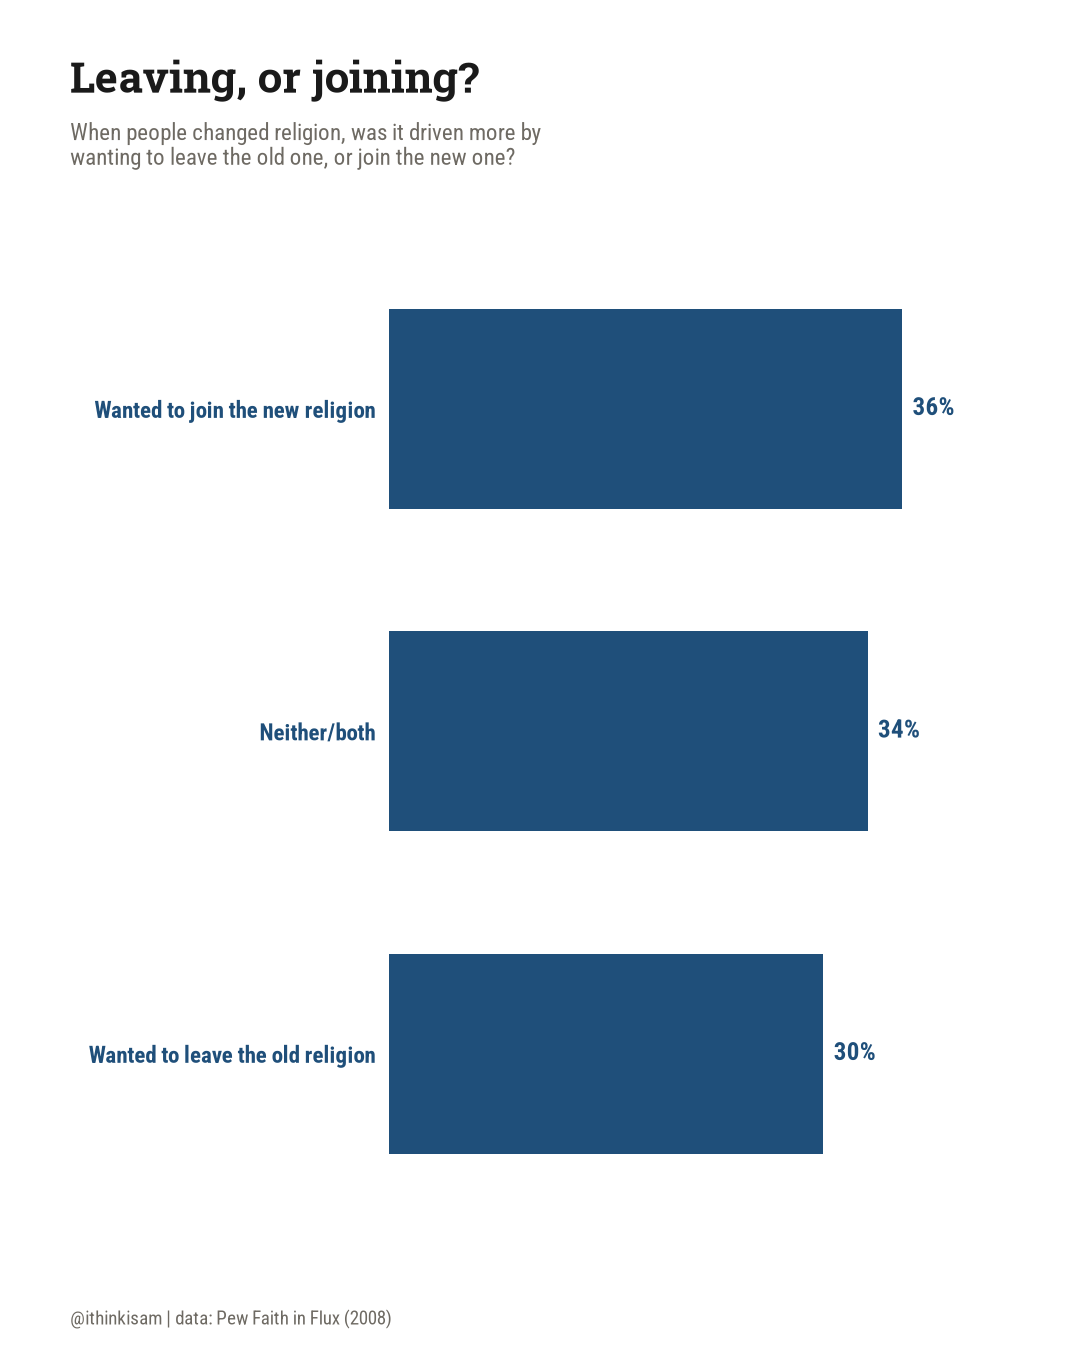 Leaving, or joining?
When people changed religion, was it driven more by
wanting to leave the old one, or join the new one?
Wanted to join the new religion
36%
Neither/both
34%
Wanted to leave the old religion
30%
@ithinkisam | data: Pew Faith in Flux (2008)